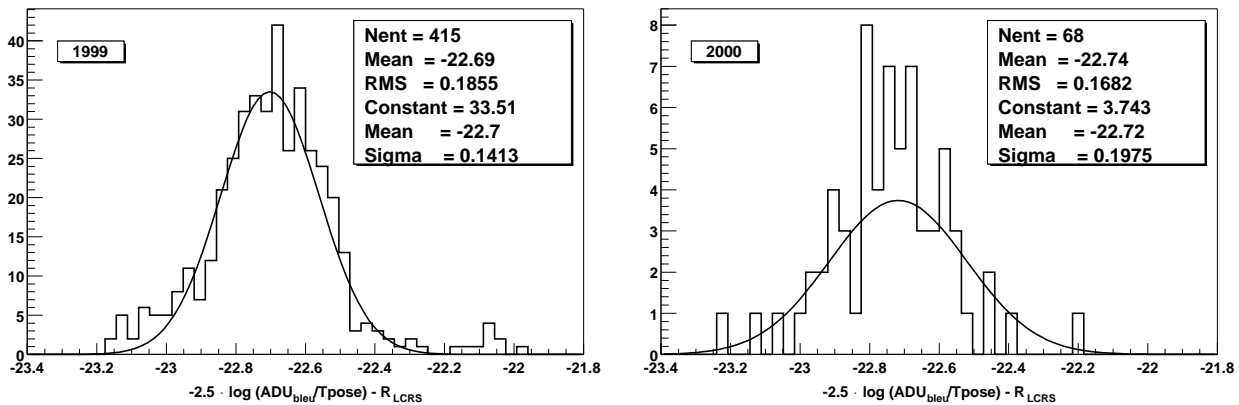 1999
Nent = 415
Mean = -22.69
RMS = 0.1855
Constant = 33.51
Mean = -22.7
Sigma = 0.1413
40
35
30
25
20
15
10
5
0
-23.4 -23.2 -23 -22.8 -22.6 -22.4 -22.2 -22 -21.8
-2.5 · log (ADU_bleu/Tpose) - R_LCRS
2000
Nent = 68
Mean = -22.74
RMS = 0.1682
Constant = 3.743
Mean = -22.72
Sigma = 0.1975
8
7
6
5
4
3
2
1
0
-23.4 -23.2 -23 -22.8 -22.6 -22.4 -22.2 -22 -21.8
-2.5 · log (ADU_bleu/Tpose) - R_LCRS